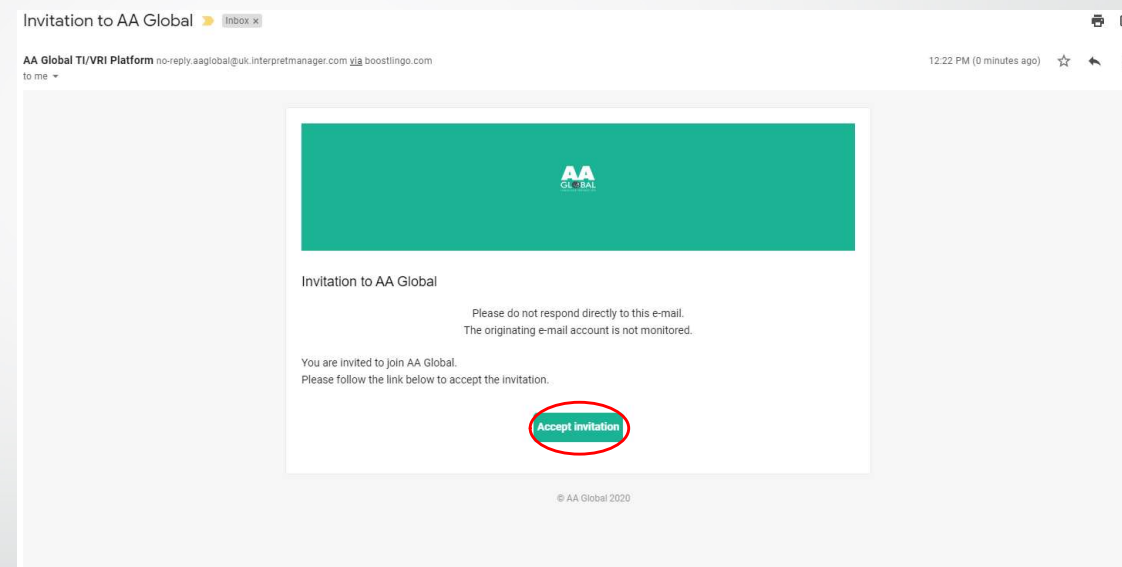 Invitation to AA Global Inbox x
AA Global TI/VRI Platform no-reply.aaglobal@uk.interpretmanager.com via boostlingo.com 12:22 PM (0 minutes ago)
to me
AA
GLOBAL
Invitation to AA Global
Please do not respond directly to this e-mail.
The originating e-mail account is not monitored.
You are invited to join AA Global.
Please follow the link below to accept the invitation.
Accept invitation
© AA Global 2020